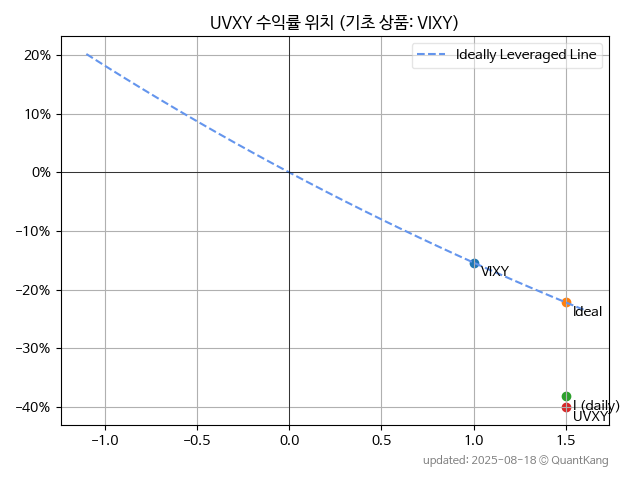 UVXY 수익률 위치 (기초 상품: VIXY)
Ideally Leveraged Line
20%
10%
0%
−10%
−20%
−30%
−40%
VIXY
Ideal
I (daily)
UVXY
−1.0
−0.5
0.0
0.5
1.0
1.5
updated: 2025-08-18 © QuantKang